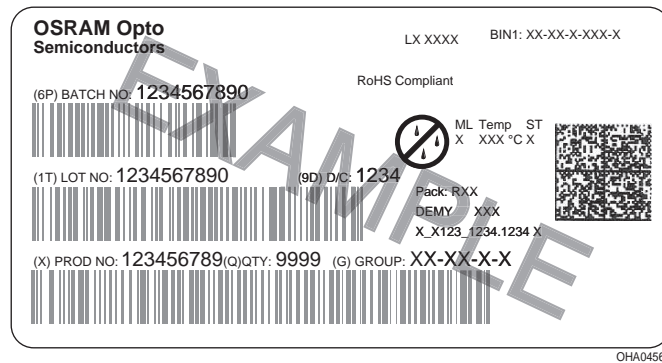 OSRAM Opto
Semiconductors
LX XXXX
BIN1: XX-XX-X-XXX-X
RoHS Compliant
(6P) BATCH NO: 1234567890
ML Temp ST
X XXX °C X
(1T) LOT NO: 1234567890 (9D) D/C: 1234
Pack: RXX
DEMY XXX
X_X123_1234.1234 X
(X) PROD NO: 123456789(Q)QTY: 9999 (G) GROUP: XX-XX-X-X
EXAMPLE
OHA04563